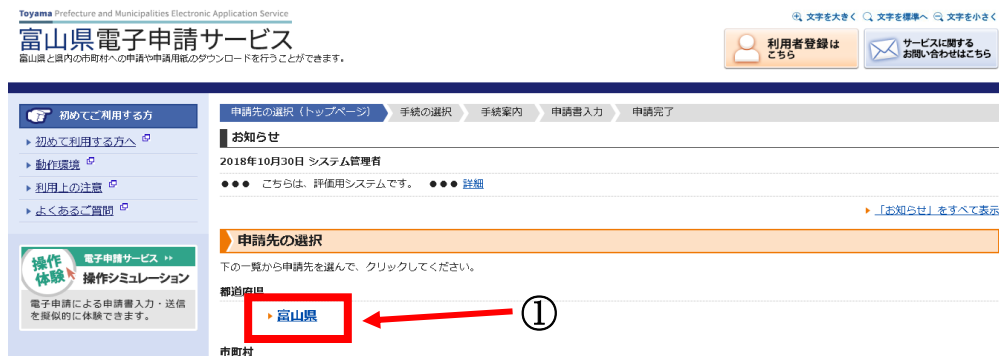 Toyama Prefecture and Municipalities Electronic Application Service
富山県電子申請サービス
富山県と県内の市町村への申請や申請用紙のダウンロードを行うことができます。
文字を大きく 文字を標準へ 文字を小さく
利用者登録は
こちら
サービスに関する
お問い合わせはこちら
初めてご利用する方
初めて利用する方へ
動作環境
利用上の注意
よくあるご質問
操作
体験
電子申請サービス
操作シミュレーション
電子申請による申請書入力・送信
を擬似的に体験できます。
申請先の選択（トップページ） 手続の選択 手続案内 申請書入力 申請完了
お知らせ
2018年10月30日 システム管理者
●●● こちらは、評価用システムです。 ●●● 詳細
「お知らせ」をすべて表示
申請先の選択
下の一覧から申請先を選んで、クリックしてください。
都道府県
富山県
①
市町村